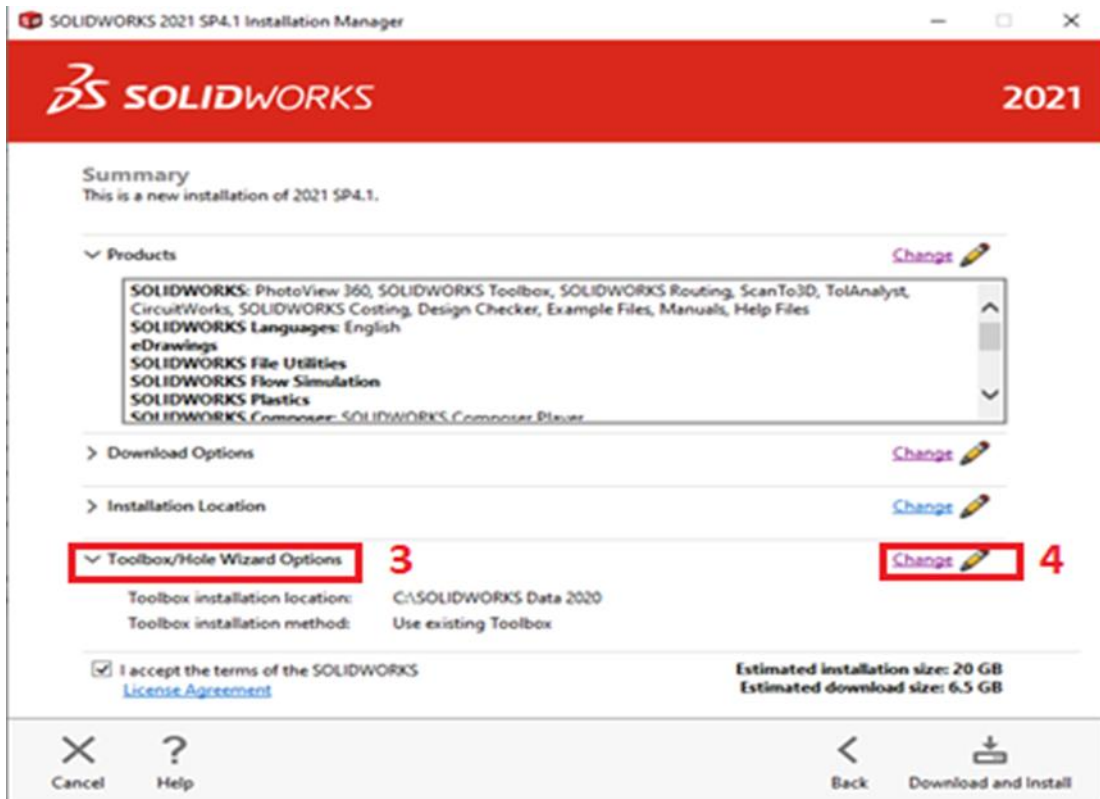 SOLIDWORKS 2021 SP4.1 Installation Manager
SOLIDWORKS 2021
Summary
This is a new installation of 2021 SP4.1.
Products Change
SOLIDWORKS: PhotoView 360, SOLIDWORKS Toolbox, SOLIDWORKS Routing, ScanTo3D, TolAnalyst,
CircuitWorks, SOLIDWORKS Costing, Design Checker, Example Files, Manuals, Help Files
SOLIDWORKS Languages: English
eDrawings
SOLIDWORKS File Utilities
SOLIDWORKS Flow Simulation
SOLIDWORKS Plastics
SOLIDWORKS Composer: SOLIDWORKS Composer Player
Download Options Change
Installation Location Change
Toolbox/Hole Wizard Options 3 Change 4
Toolbox installation location: C:\SOLIDWORKS Data 2020
Toolbox installation method: Use existing Toolbox
I accept the terms of the SOLIDWORKS
License Agreement
Estimated installation size: 20 GB
Estimated download size: 6.5 GB
Cancel Help Back Download and Install